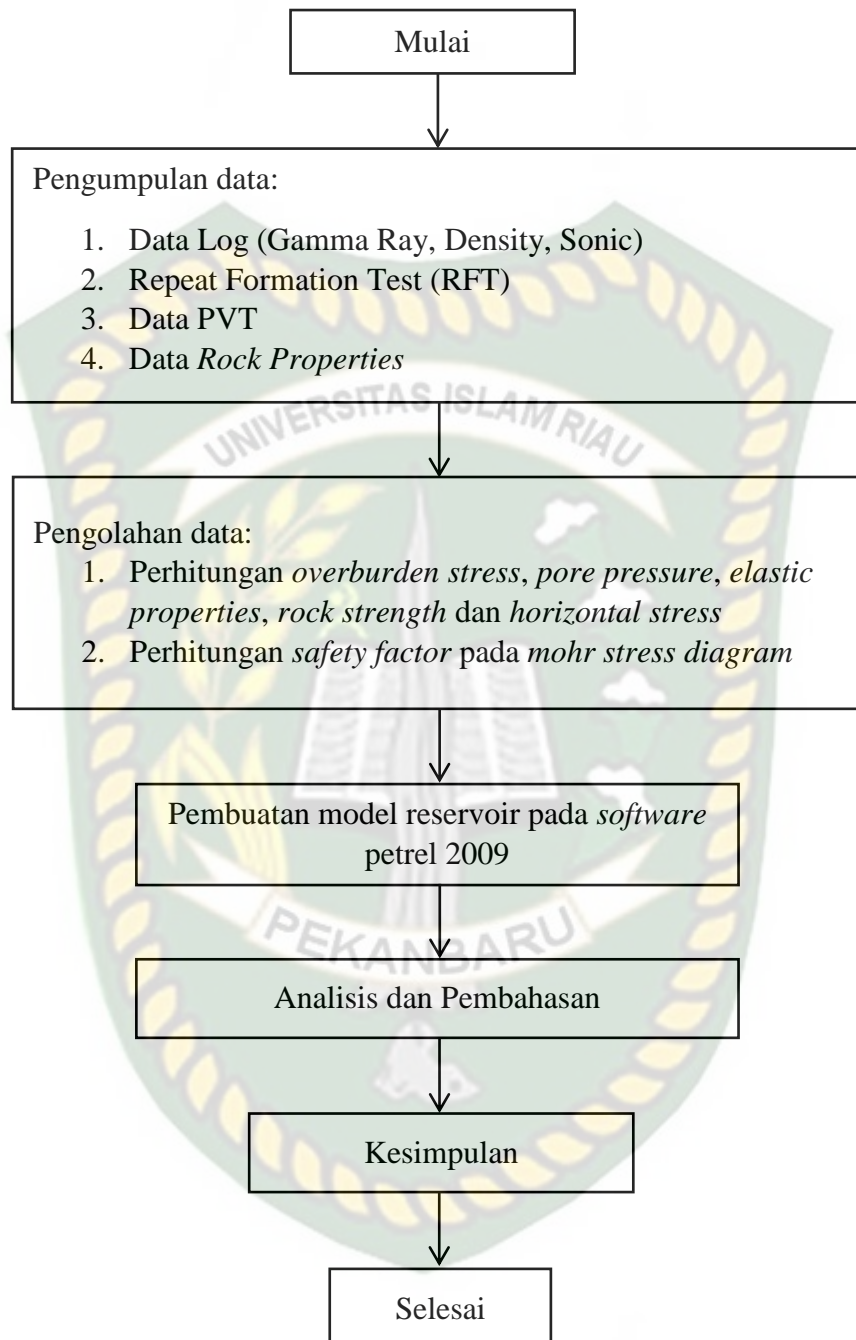 Mulai
Pengumpulan data:
1. Data Log (Gamma Ray, Density, Sonic)
2. Repeat Formation Test (RFT)
3. Data PVT
4. Data Rock Properties
UNIVERSITAS ISLAM RIAU
Pengolahan data:
1. Perhitungan overburden stress, pore pressure, elastic
properties, rock strength dan horizontal stress
2. Perhitungan safety factor pada mohr stress diagram
Pembuatan model reservoir pada software
petrel 2009
PEKANBARU
Analisis dan Pembahasan
Kesimpulan
Selesai